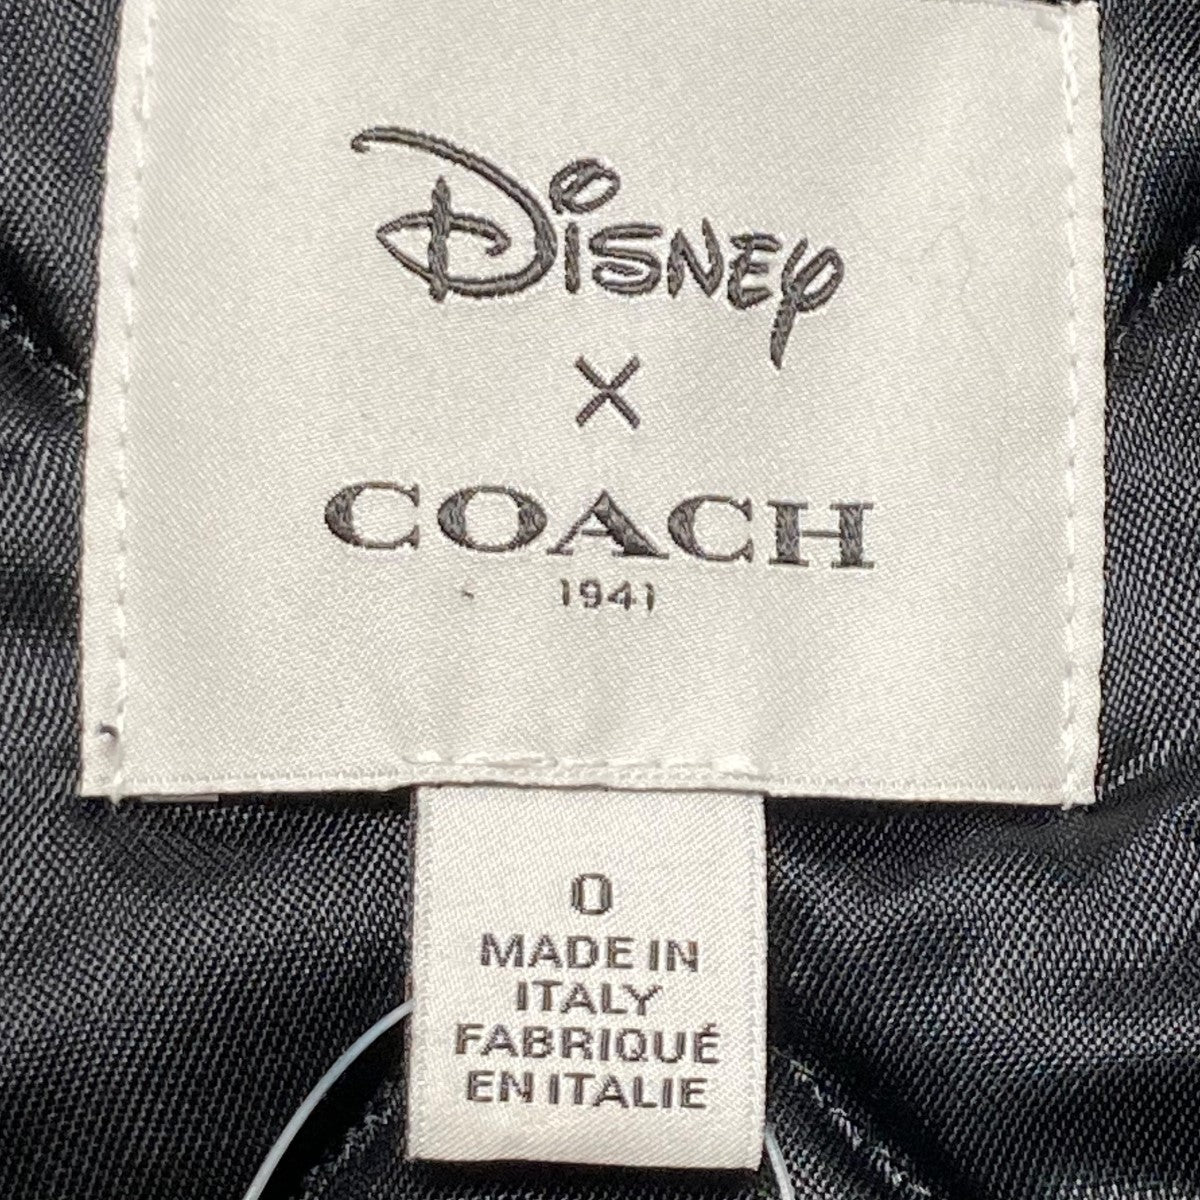 Disney
×
COACH
1941
0
MADE IN
ITALY
FABRIQUÉ
EN ITALIE